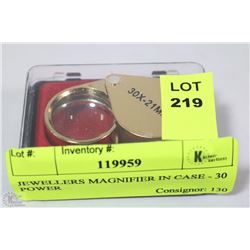 30X-21M
LOT
219
Lot #:
Inventory #:
119959
JEWELLERS MAGNIFIER IN CASE - 30
POWER
Consignor: 130